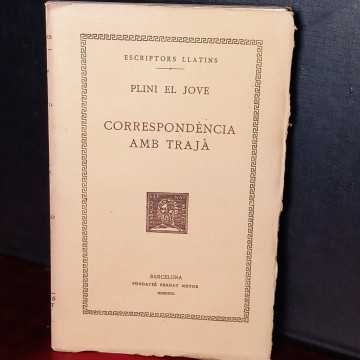 ESCRIPTORS LLATINS
PLINI EL JOVE
CORRESPONDÈNCIA
AMB TRAJÀ
BARCELONA
FUNDACIÓ BERNAT METGE